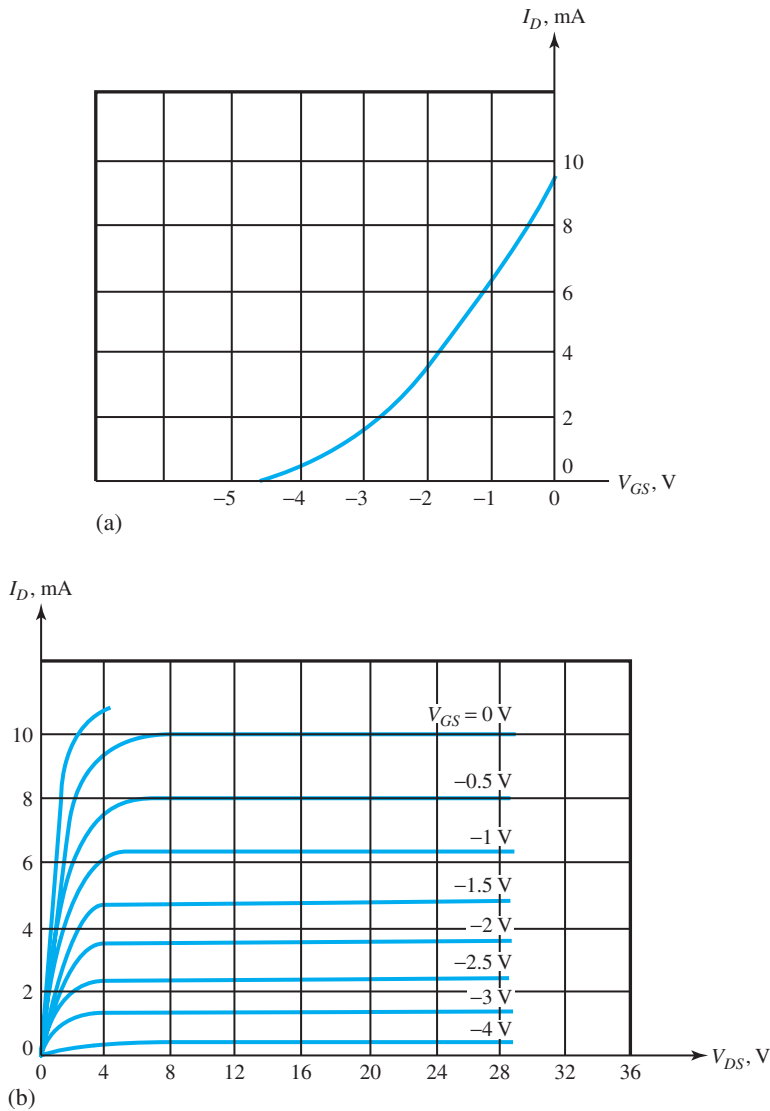 I_D, mA
10
8
6
4
2
0
–5 –4 –3 –2 –1 0 V_GS, V
(a)
I_D, mA
V_GS = 0 V
10
–0.5 V
8
–1 V
6
–1.5 V
4
–2 V
–2.5 V
2
–3 V
–4 V
0
0 4 8 12 16 20 24 28 32 36 V_DS, V
(b)